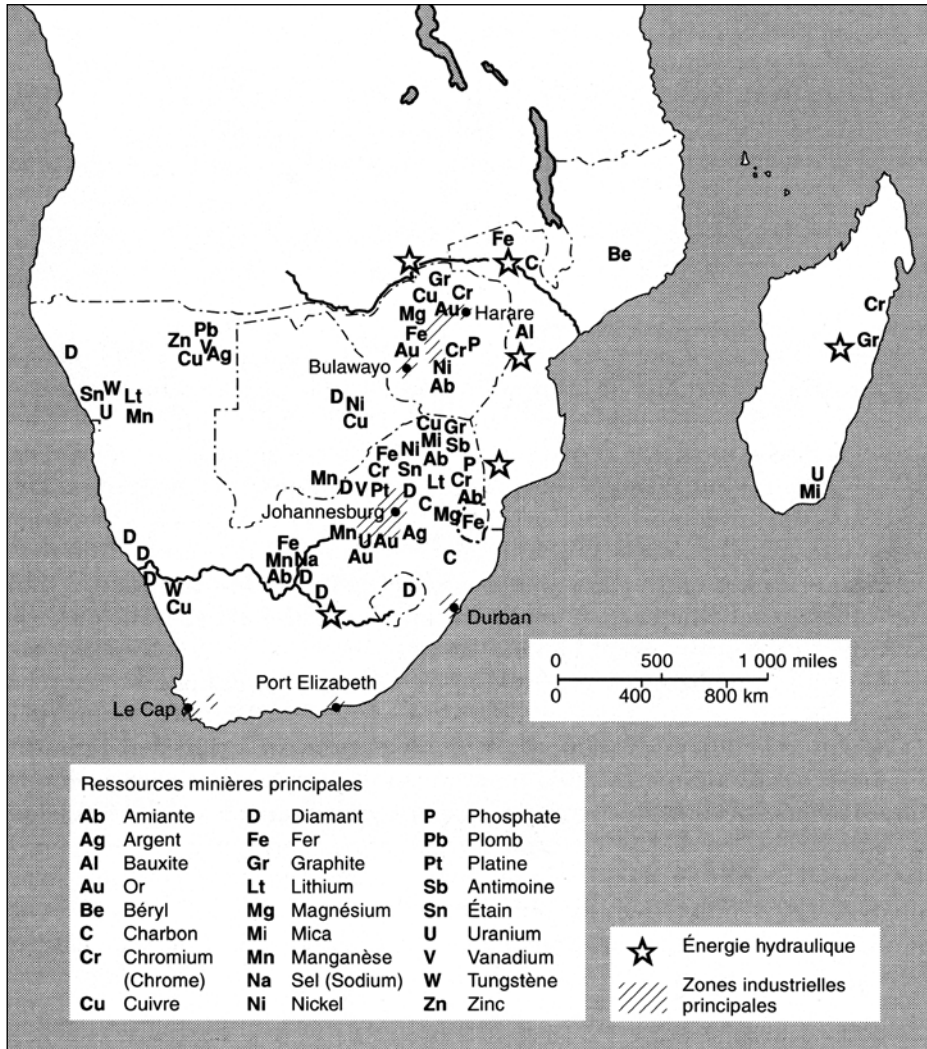 Fe
C
Be
Gr
Cu Cr
Mg Au Harare
Fe
Al
Au Cr P
Bulawayo Ni
Ab
Cr
Gr
U
Mi
Pb
Zn V
Cu Ag
D
Sn W Lt
U Mn
D Ni
Cu
Cu Gr
Mi Sb
Fe Ni Ab P
Cr Sn Lt Cr
Mn D V Pt D Ab
C Mg Fe
Johannesburg
Mn U Au Ag
Au
C
D
D
D
W
Cu
Fe
Mn Na
Ab D
D
D
Durban
Port Elizabeth
Le Cap
0 500 1 000 miles
0 400 800 km
Ressources minières principales
Ab Amiante D Diamant P Phosphate
Ag Argent Fe Fer Pb Plomb
Al Bauxite Gr Graphite Pt Platine
Au Or Lt Lithium Sb Antimoine
Be Béryl Mg Magnésium Sn Étain
C Charbon Mi Mica U Uranium
Cr Chromium Mn Manganèse V Vanadium
(Chrome) Na Sel (Sodium) W Tungstène
Cu Cuivre Ni Nickel Zn Zinc
Énergie hydraulique
Zones industrielles
principales